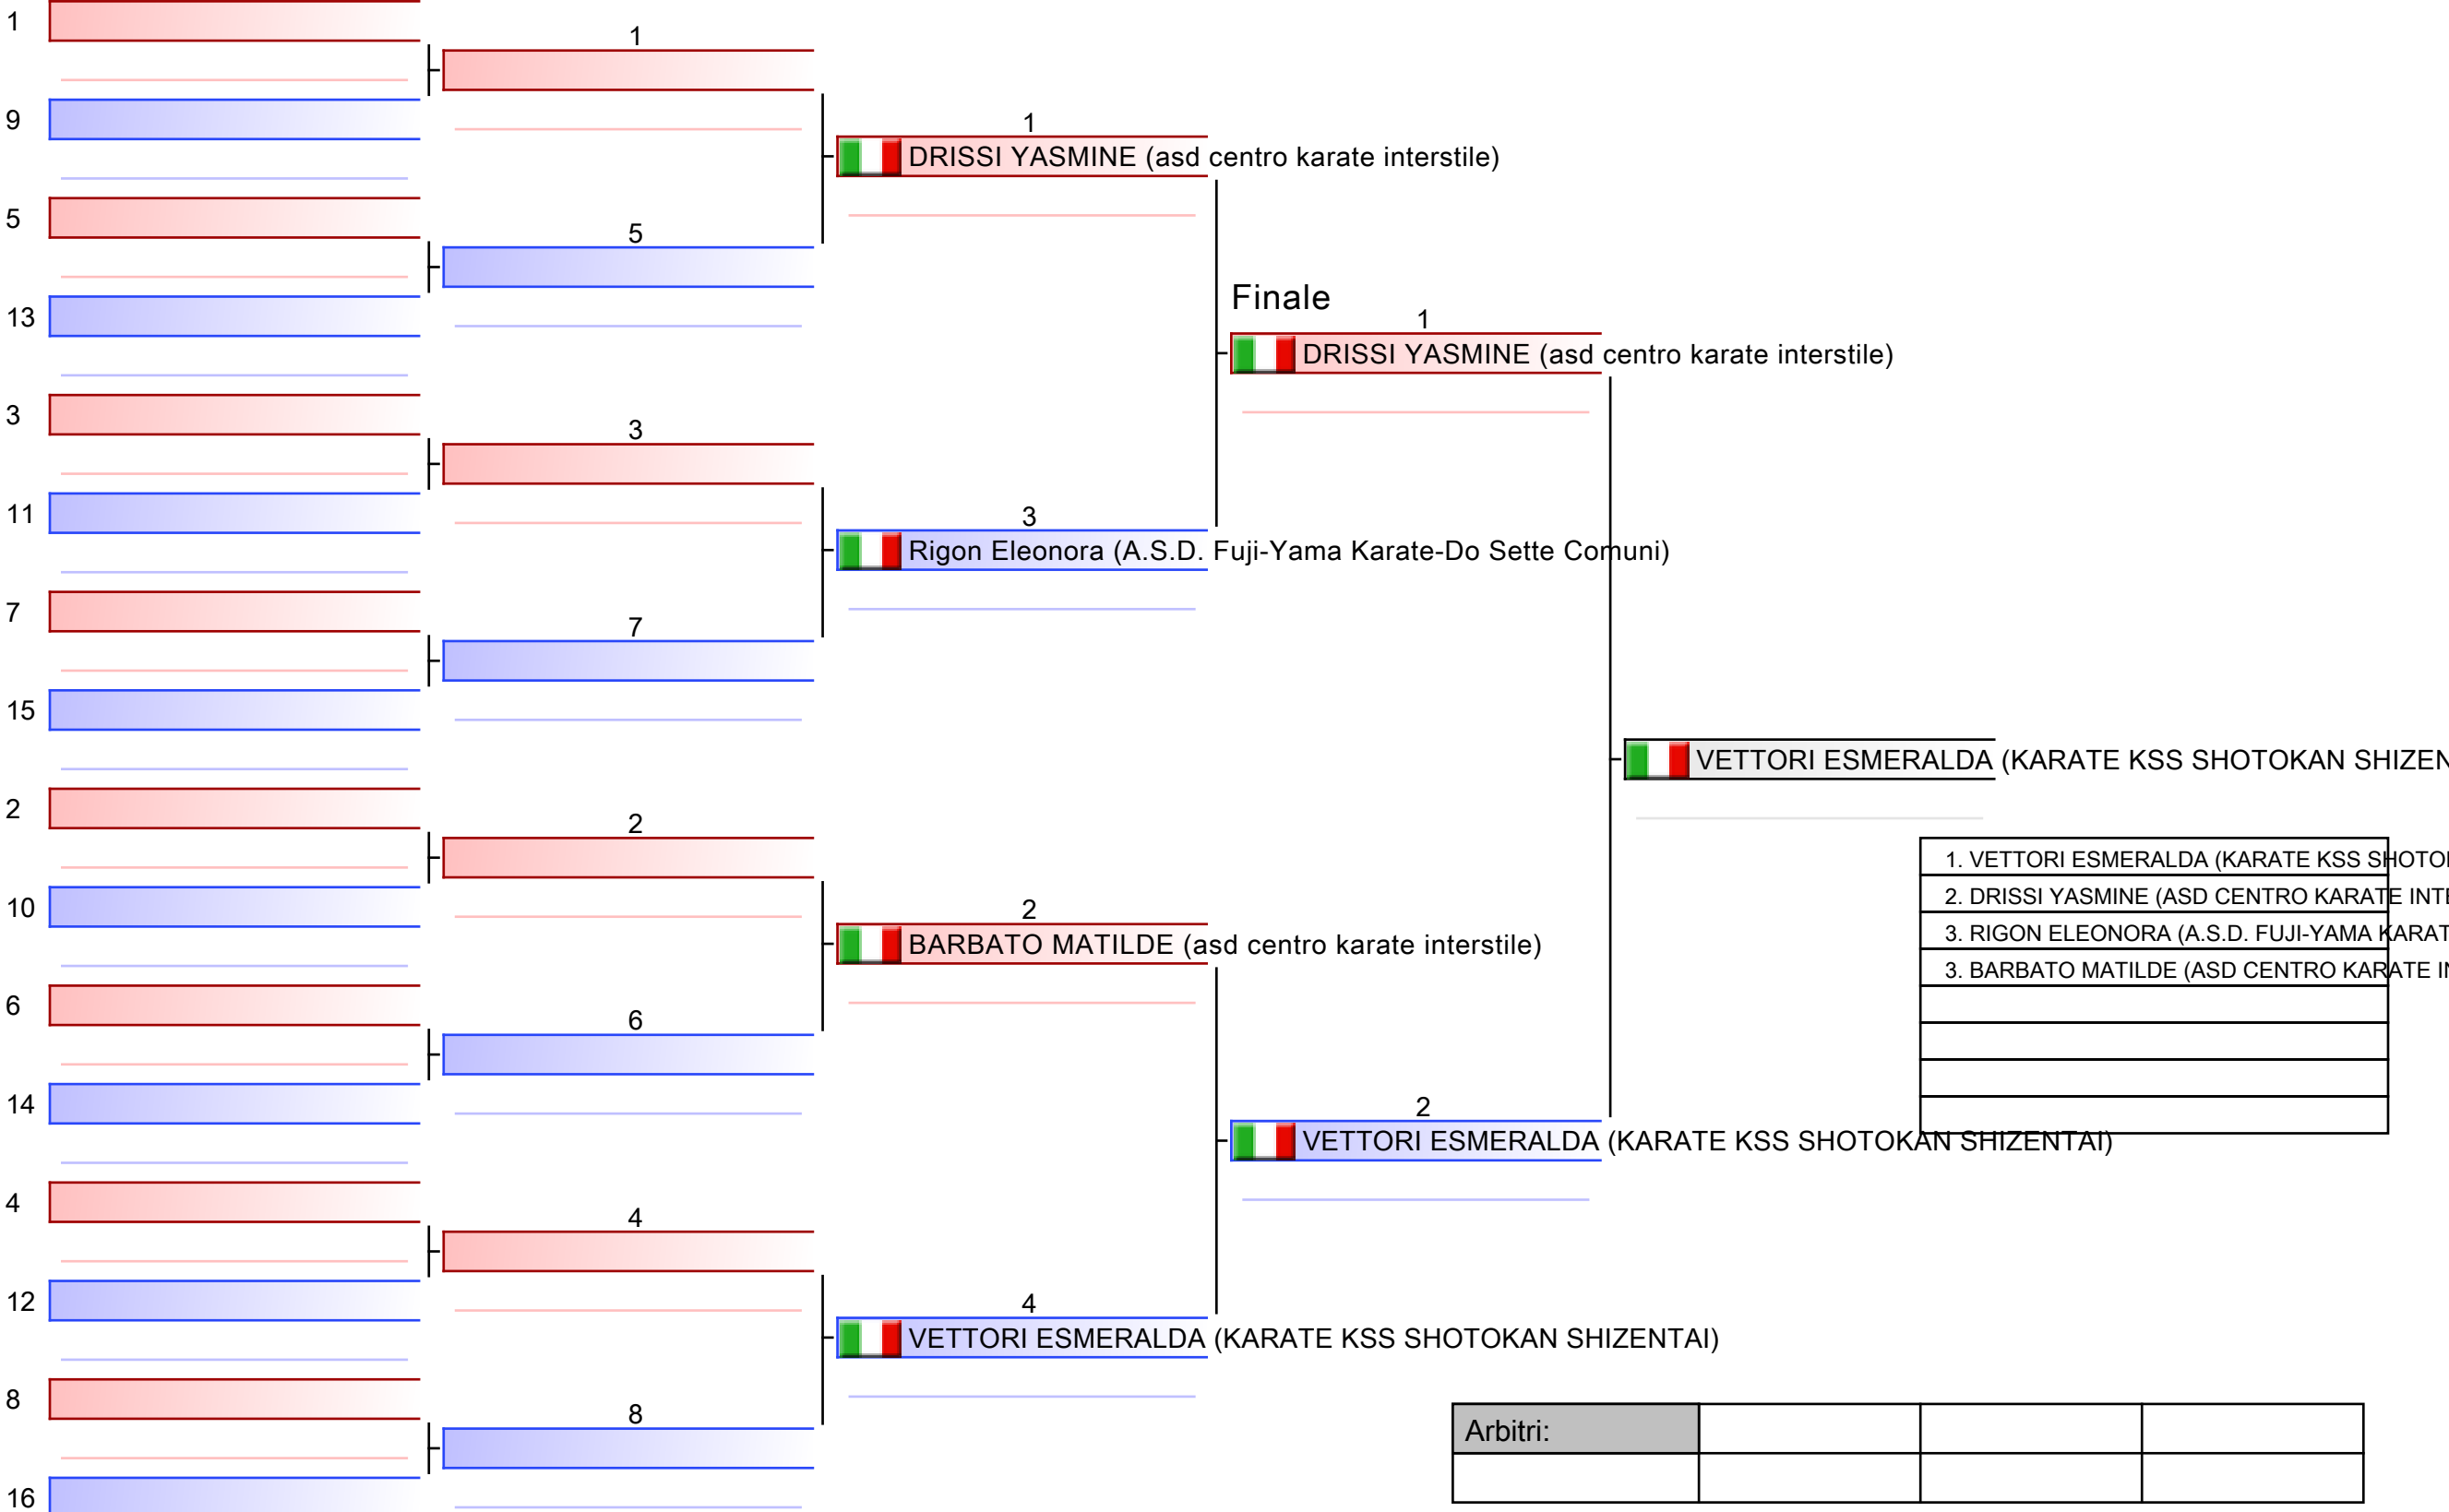 1
1
9
1
DRISSI YASMINE (asd centro karate interstile)
5
5
13
Finale
1
DRISSI YASMINE (asd centro karate interstile)
3
3
11
3
Rigon Eleonora (A.S.D. Fuji-Yama Karate-Do Sette Comuni)
7
7
15
VETTORI ESMERALDA (KARATE KSS SHOTOKAN
2
2
1. VETTORI ESMERALDA (KARATE KSS
2. DRISSI YASMINE (ASD CENTRO KARATE
10
2
BARBATO MATILDE (asd centro karate interstile)
3. RIGON ELEONORA (A.S.D. FUJI-YAMA
3. BARBATO MATILDE (ASD CENTRO KARATE
6
6
14
2
VETTORI ESMERALDA (KARATE KSS SHOTOKAN SHIZENTAI)
4
4
12
4
VETTORI ESMERALDA (KARATE KSS SHOTOKAN SHIZENTAI)
8
8
Arbitri:
16